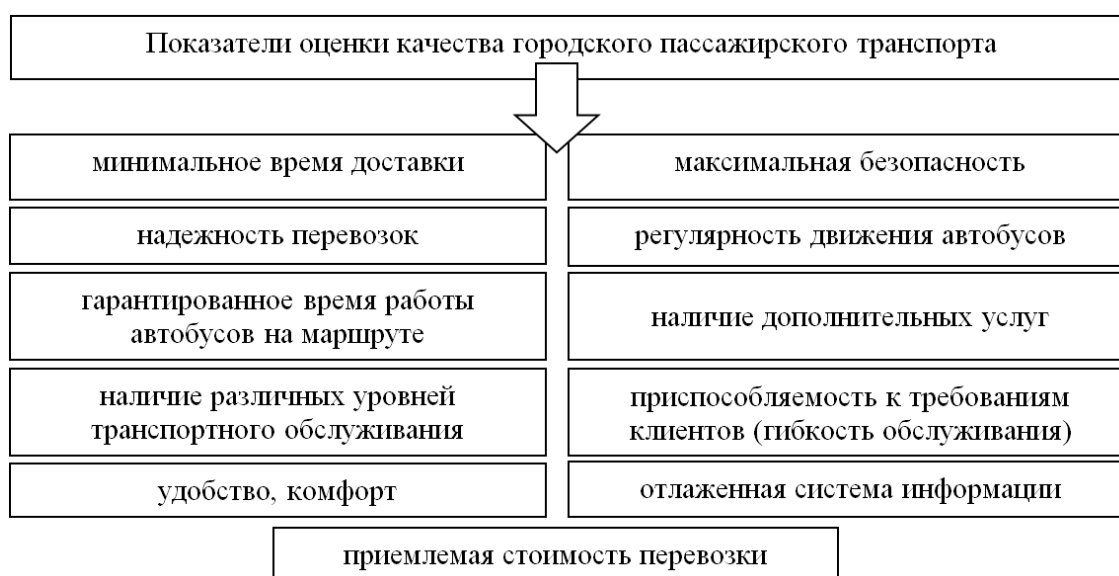 Показатели оценки качества городского пассажирского транспорта
минимальное время доставки
максимальная безопасность
надежность перевозок
регулярность движения автобусов
гарантированное время работы
автобусов на маршруте
наличие дополнительных услуг
наличие различных уровней
транспортного обслуживания
приспособляемость к требованиям
клиентов (гибкость обслуживания)
удобство, комфорт
отлаженная система информации
приемлемая стоимость перевозки